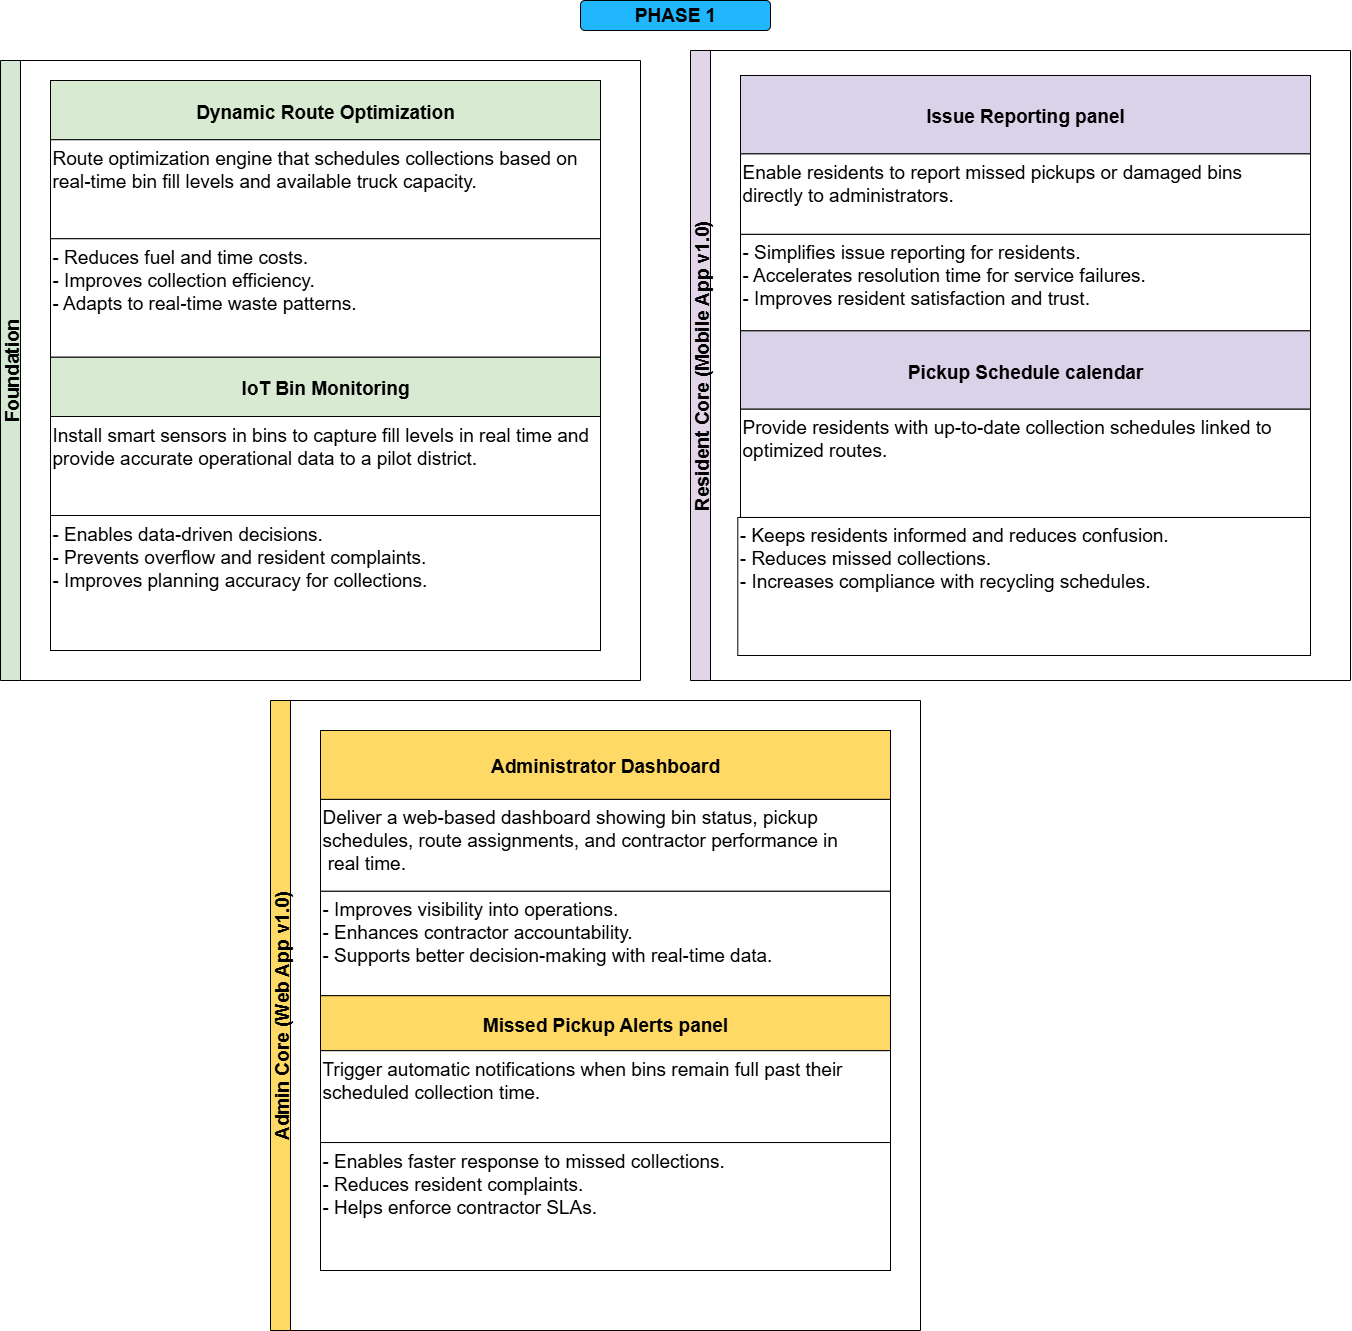 PHASE 1
Foundation
Dynamic Route Optimization
Route optimization engine that schedules collections based on
real-time bin fill levels and available truck capacity.
- Reduces fuel and time costs.
- Improves collection efficiency.
- Adapts to real-time waste patterns.
IoT Bin Monitoring
Install smart sensors in bins to capture fill levels in real time and
provide accurate operational data to a pilot district.
- Enables data-driven decisions.
- Prevents overflow and resident complaints.
- Improves planning accuracy for collections.
Resident Core (Mobile App v1.0)
Issue Reporting panel
Enable residents to report missed pickups or damaged bins
directly to administrators.
- Simplifies issue reporting for residents.
- Accelerates resolution time for service failures.
- Improves resident satisfaction and trust.
Pickup Schedule calendar
Provide residents with up-to-date collection schedules linked to
optimized routes.
- Keeps residents informed and reduces confusion.
- Reduces missed collections.
- Increases compliance with recycling schedules.
Admin Core (Web App v1.0)
Administrator Dashboard
Deliver a web-based dashboard showing bin status, pickup
schedules, route assignments, and contractor performance in
real time.
- Improves visibility into operations.
- Enhances contractor accountability.
- Supports better decision-making with real-time data.
Missed Pickup Alerts panel
Trigger automatic notifications when bins remain full past their
scheduled collection time.
- Enables faster response to missed collections.
- Reduces resident complaints.
- Helps enforce contractor SLAs.